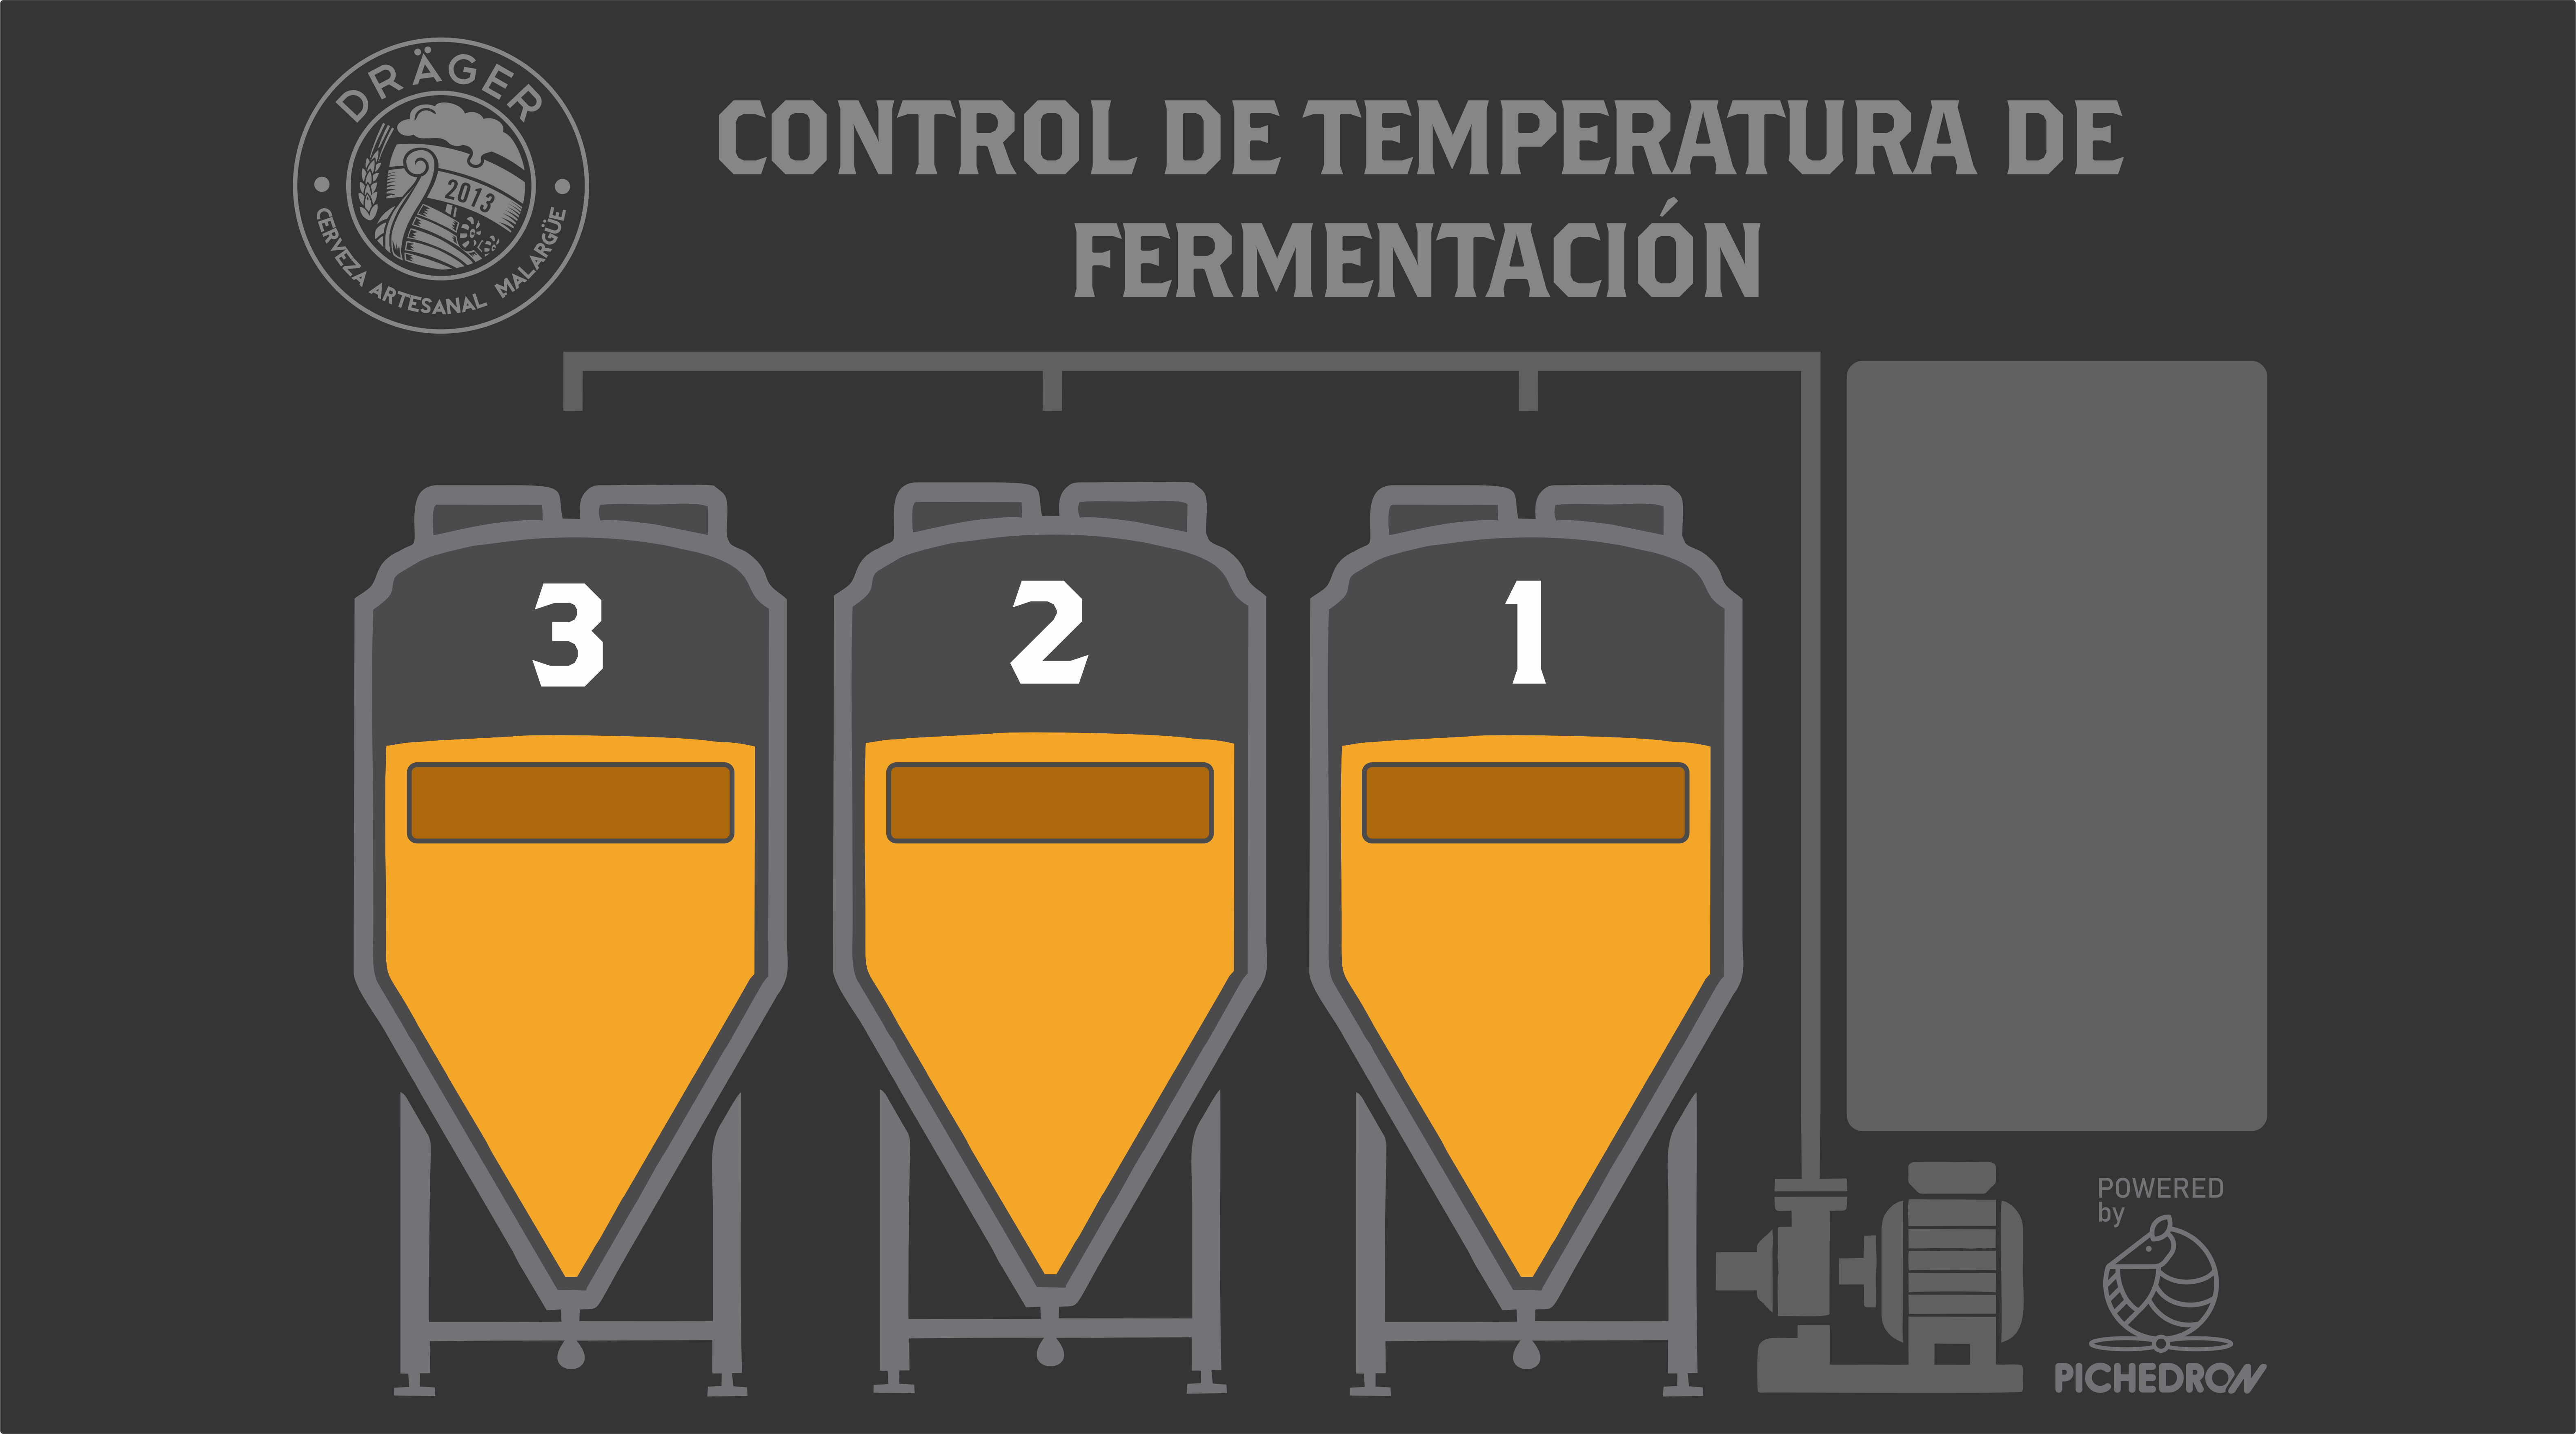 DRÄGER
2013
CERVEZA ARTESANAL MALARGÜE
CONTROL DE TEMPERATURA DE
FERMENTACIÓN
3
2
1
POWERED
by
PICHEDRON